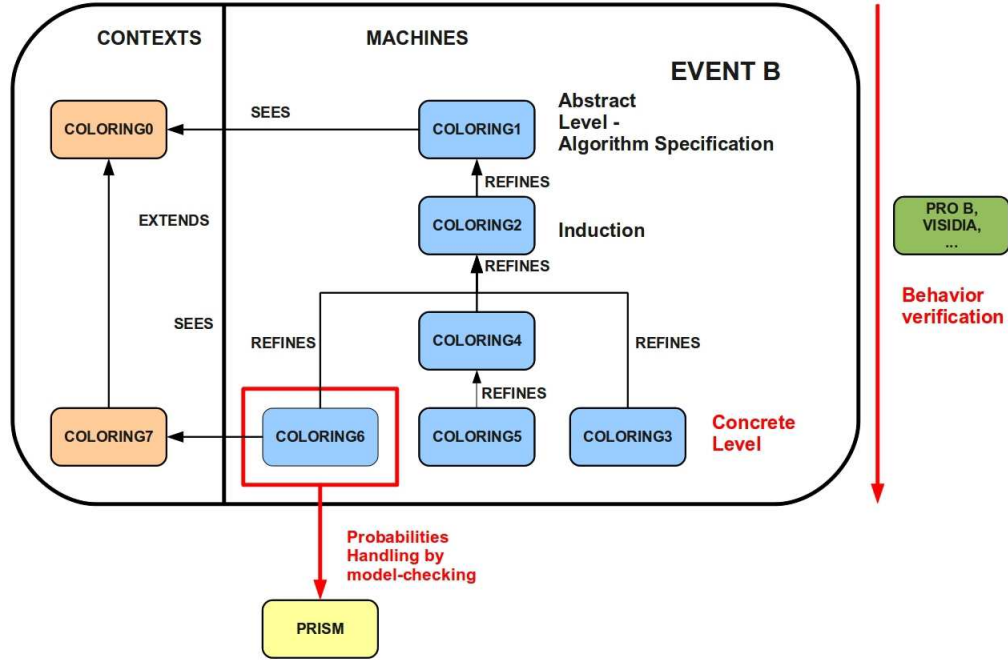 CONTEXTS
MACHINES
EVENT B
COLORING0
SEES
COLORING1
Abstract
Level -
Algorithm Specification
REFINES
EXTENDS
COLORING2
Induction
REFINES
PRO B,
VISIDIA,
...
Behavior
verification
SEES
REFINES
COLORING4
REFINES
REFINES
COLORING7
COLORING6
COLORING5
COLORING3
Concrete
Level
Probabilities
Handling by
model-checking
PRISM